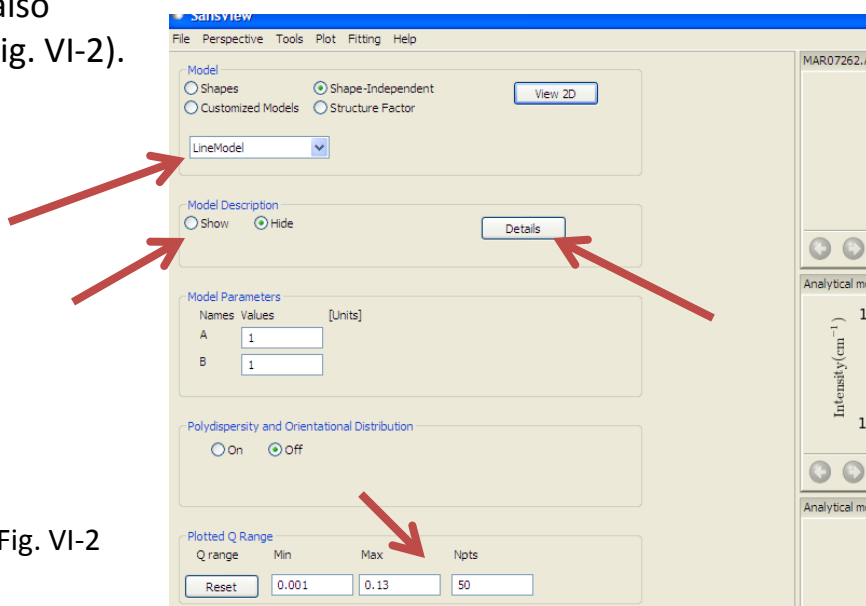 also
ig. VI-2).
SansView
File Perspective Tools Plot Fitting Help
Model
Shapes Shape-Independent
Customized Models Structure Factor
View 2D
LineModel
Model Description
Show Hide
Details
Model Parameters
Names Values [Units]
A 1
B 1
Polydispersity and Orientational Distribution
On Off
Plotted Q Range
Q range Min Max Npts
Reset 0.001 0.13 50
Fig. VI-2
MAR07262.
Analytical m
Intensity(cm⁻¹)
1
1
Analytical m